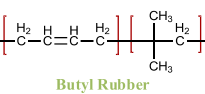 H₂ H H H₂ CH₃ H₂
C C=C C C C
CH₃
Butyl Rubber